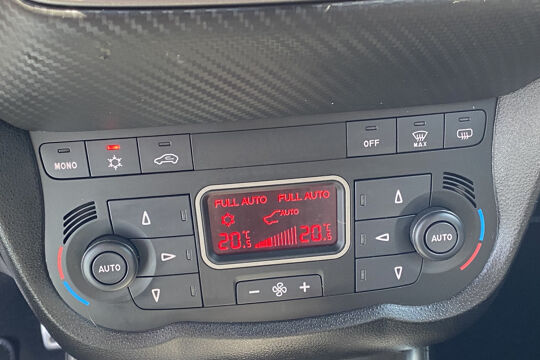 MONO
OFF
MAX
FULL AUTO FULL AUTO
AUTO
20.5°C 20.5°C
AUTO
AUTO
− +